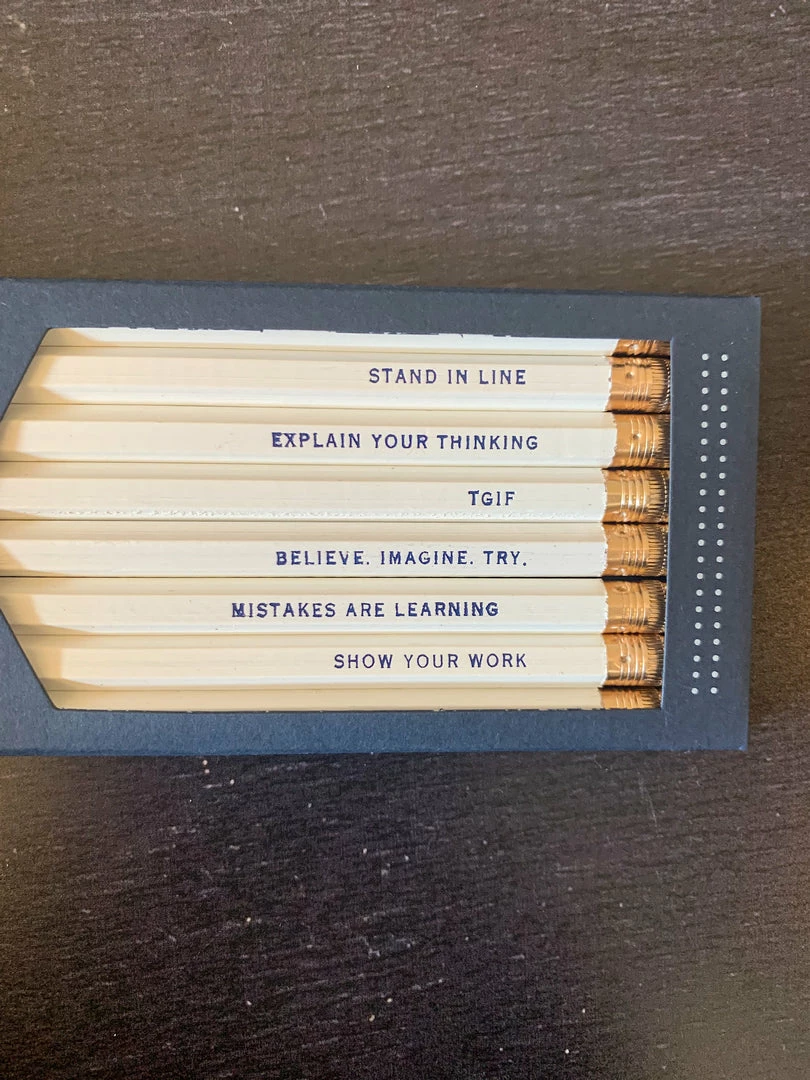 STAND IN LINE
EXPLAIN YOUR THINKING
TGIF
BELIEVE. IMAGINE. TRY.
MISTAKES ARE LEARNING
SHOW YOUR WORK